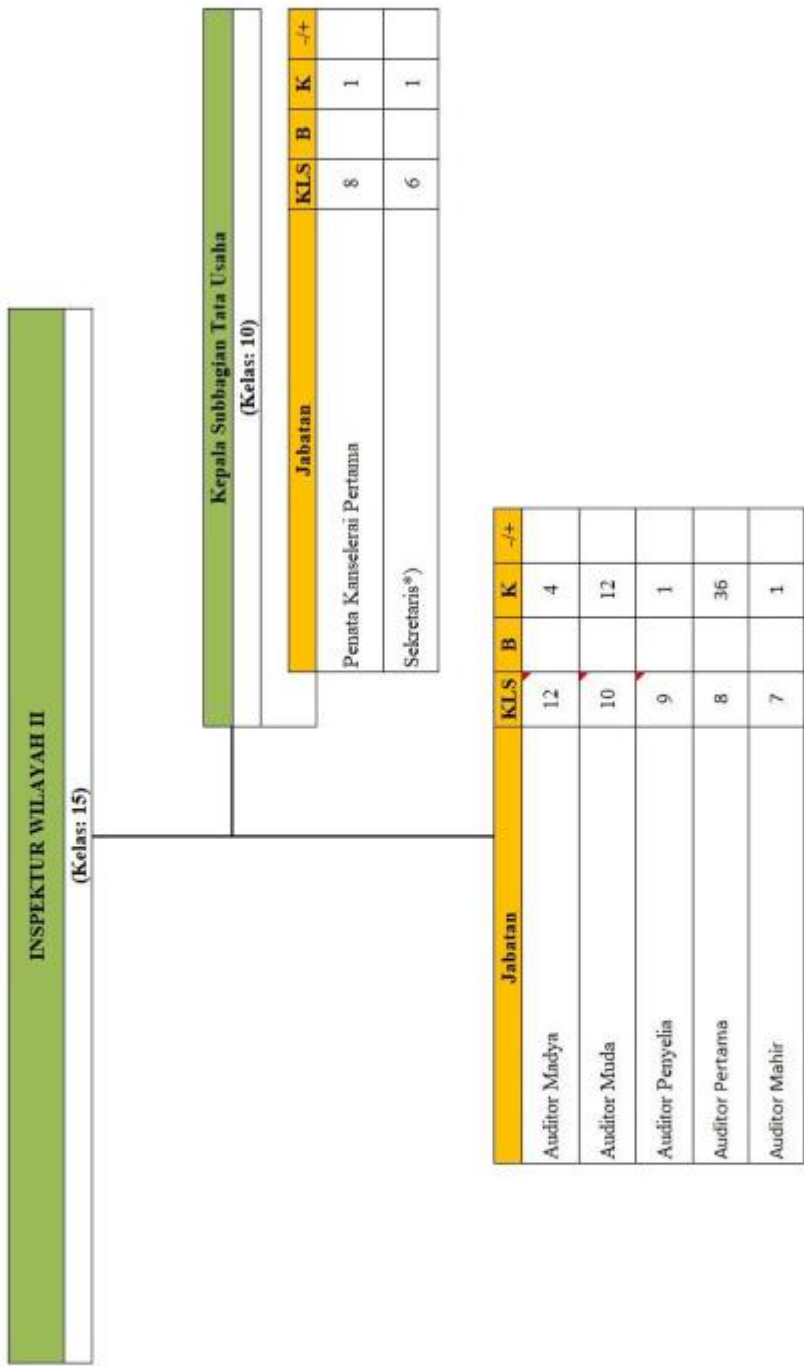 INSPEKTUR WILAYAH II
(Kelas: 15)
Kepala Subbagian Tata Usaha
(Kelas: 10)
Jabatan KLS B K -/+
Penata Kanselerai Pertama 8 1
Sekretaris*) 6 1
Jabatan KLS B K -/+
Auditor Madya 12 4
Auditor Muda 10 12
Auditor Penyelia 9 1
Auditor Pertama 8 36
Auditor Mahir 7 1